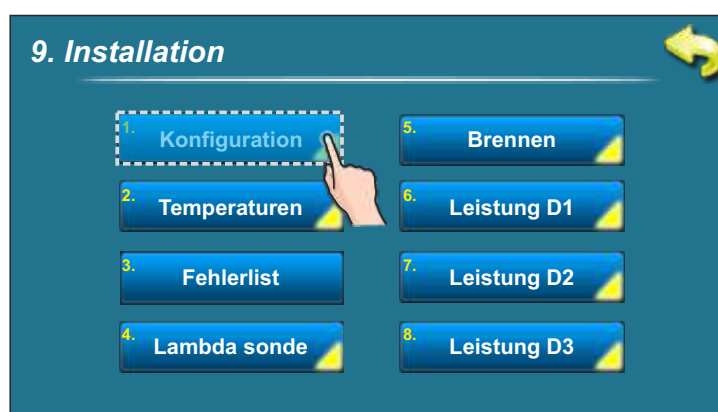 9. Installation
1. Konfiguration
2. Temperaturen
3. Fehlerlist
4. Lambda sonde
5. Brennen
6. Leistung D1
7. Leistung D2
8. Leistung D3